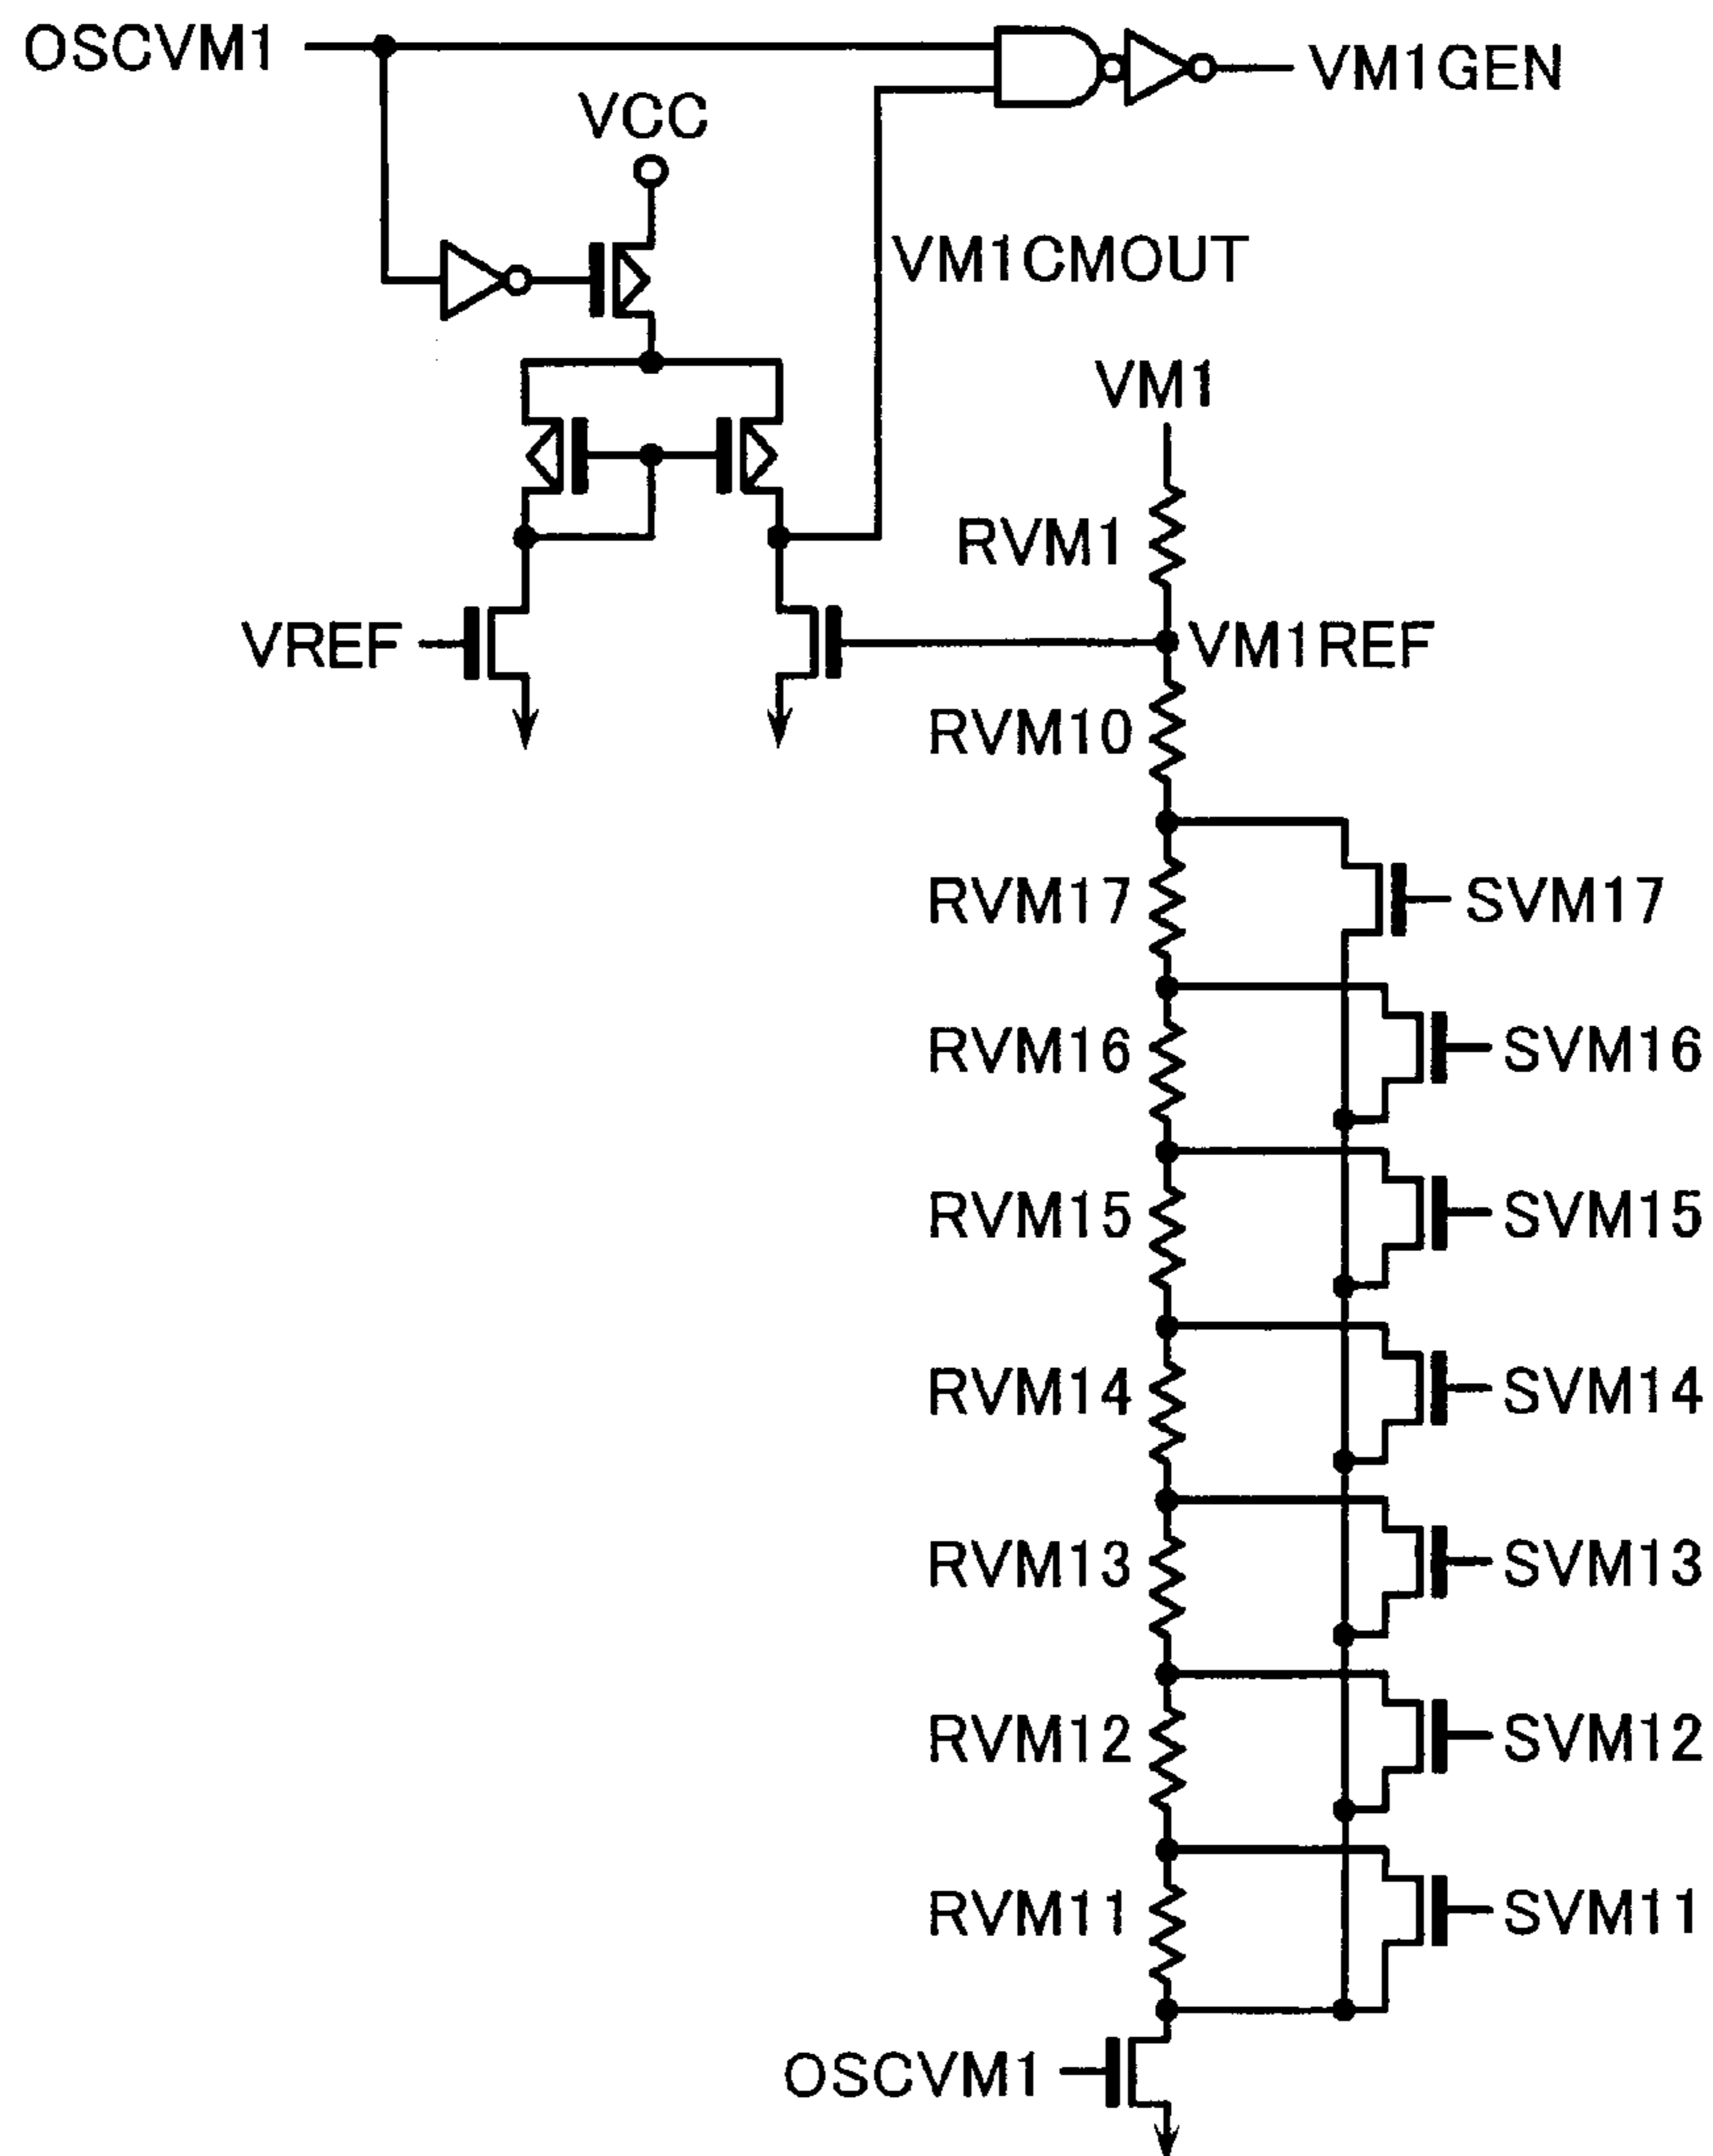 OSCVM1
VM1GEN
VCC
VM1CMOUT
VM1
RVM1
VREF
VM1REF
RVM10
RVM17
SVM17
RVM16
SVM16
RVM15
SVM15
RVM14
SVM14
RVM13
SVM13
RVM12
SVM12
RVM11
SVM11
OSCVM1